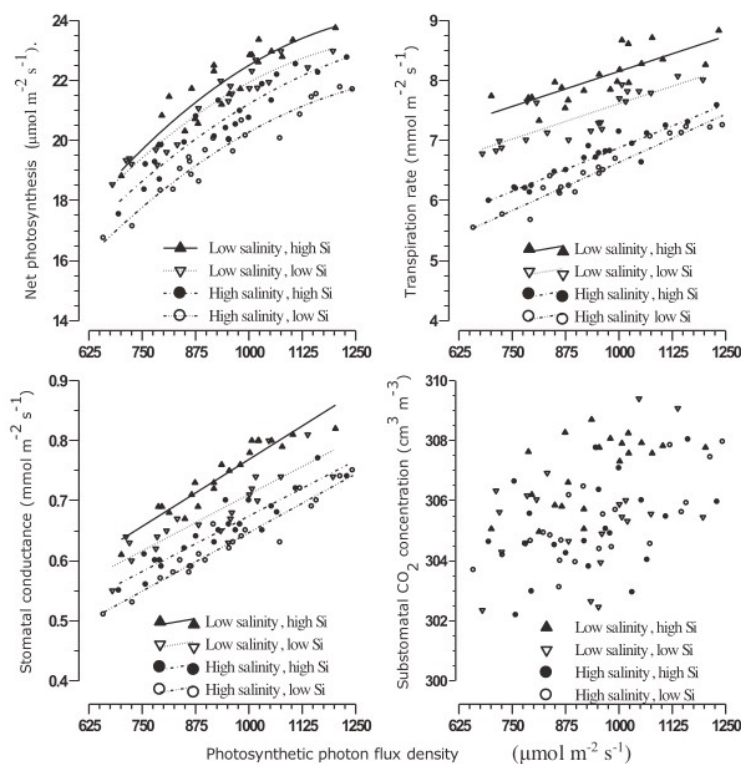 Net photosynthesis (μmol m⁻² s⁻¹).
24
22
20
18
16
14
625 750 875 1000 1125 1250
Low salinity, high Si
Low salinity, low Si
High salinity, high Si
High salinity, low Si
Transpiration rate (mmol m⁻² s⁻¹)
9
8
7
6
5
4
625 750 875 1000 1125 1250
Low salinity, high Si
Low salinity, low Si
High salinity, high Si
High salinity, low Si
Stomatal conductance (mmol m⁻² s⁻¹)
0.9
0.8
0.7
0.6
0.5
0.4
625 750 875 1000 1125 1250
Low salinity, high Si
Low salinity, low Si
High salinity, high Si
High salinity, low Si
Substomatal CO₂ concentration (cm³ m⁻³)
310
308
306
304
302
300
625 750 875 1000 1125 1250
Low salinity, high Si
Low salinity, low Si
High salinity, high Si
High salinity, low Si
Photosynthetic photon flux density (μmol m⁻² s⁻¹)